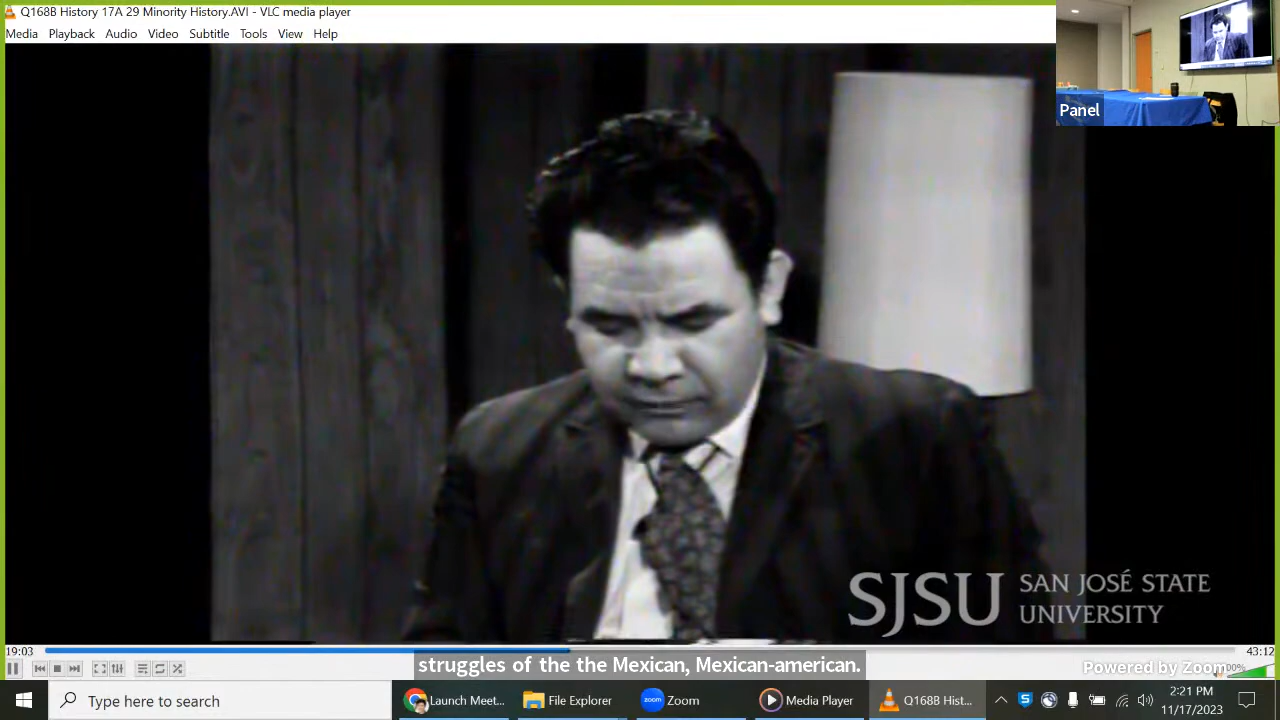 Q168B History 17A 29 Minority History.AVI - VLC media player
Media Playback Audio Video Subtitle Tools View Help
Panel
SJSU SAN JOSÉ STATE
UNIVERSITY
19:03
43:12
struggles of the the Mexican, Mexican-american.
Powered by Zoom
Type here to search
Launch Meet...
File Explorer
zoom
Zoom
Media Player
Q168B Hist...
2:21 PM
11/17/2023